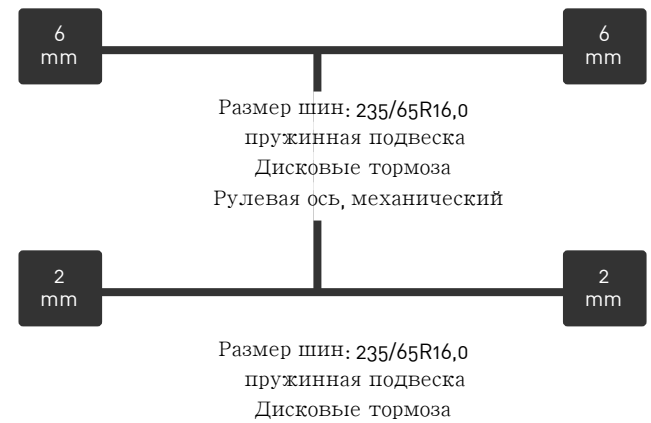 6 6
mm mm
Размер шин: 235/65R16,0
пружинная подвеска
Дисковые тормоза
Рулевая ось, механический
2 2
mm mm
Размер шин: 235/65R16,0
пружинная подвеска
Дисковые тормоза